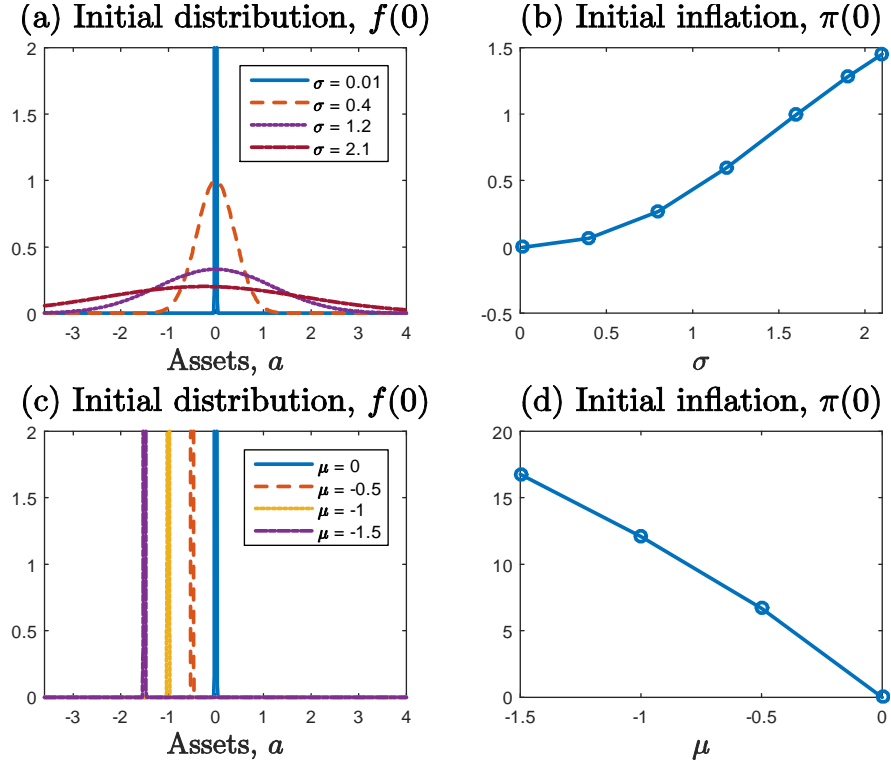 (a) Initial distribution, f(0)
2
1.5
1
0.5
0
-3
-2
-1
0
1
2
3
4
Assets, a
σ = 0.01
σ = 0.4
σ = 1.2
σ = 2.1
(b) Initial inflation, π(0)
1.5
1
0.5
0
-0.5
0
0.5
1
1.5
2
σ
(c) Initial distribution, f(0)
2
1.5
1
0.5
0
-3
-2
-1
0
1
2
3
4
Assets, a
μ = 0
μ = -0.5
μ = -1
μ = -1.5
(d) Initial inflation, π(0)
20
15
10
5
0
-1.5
-1
-0.5
0
μ